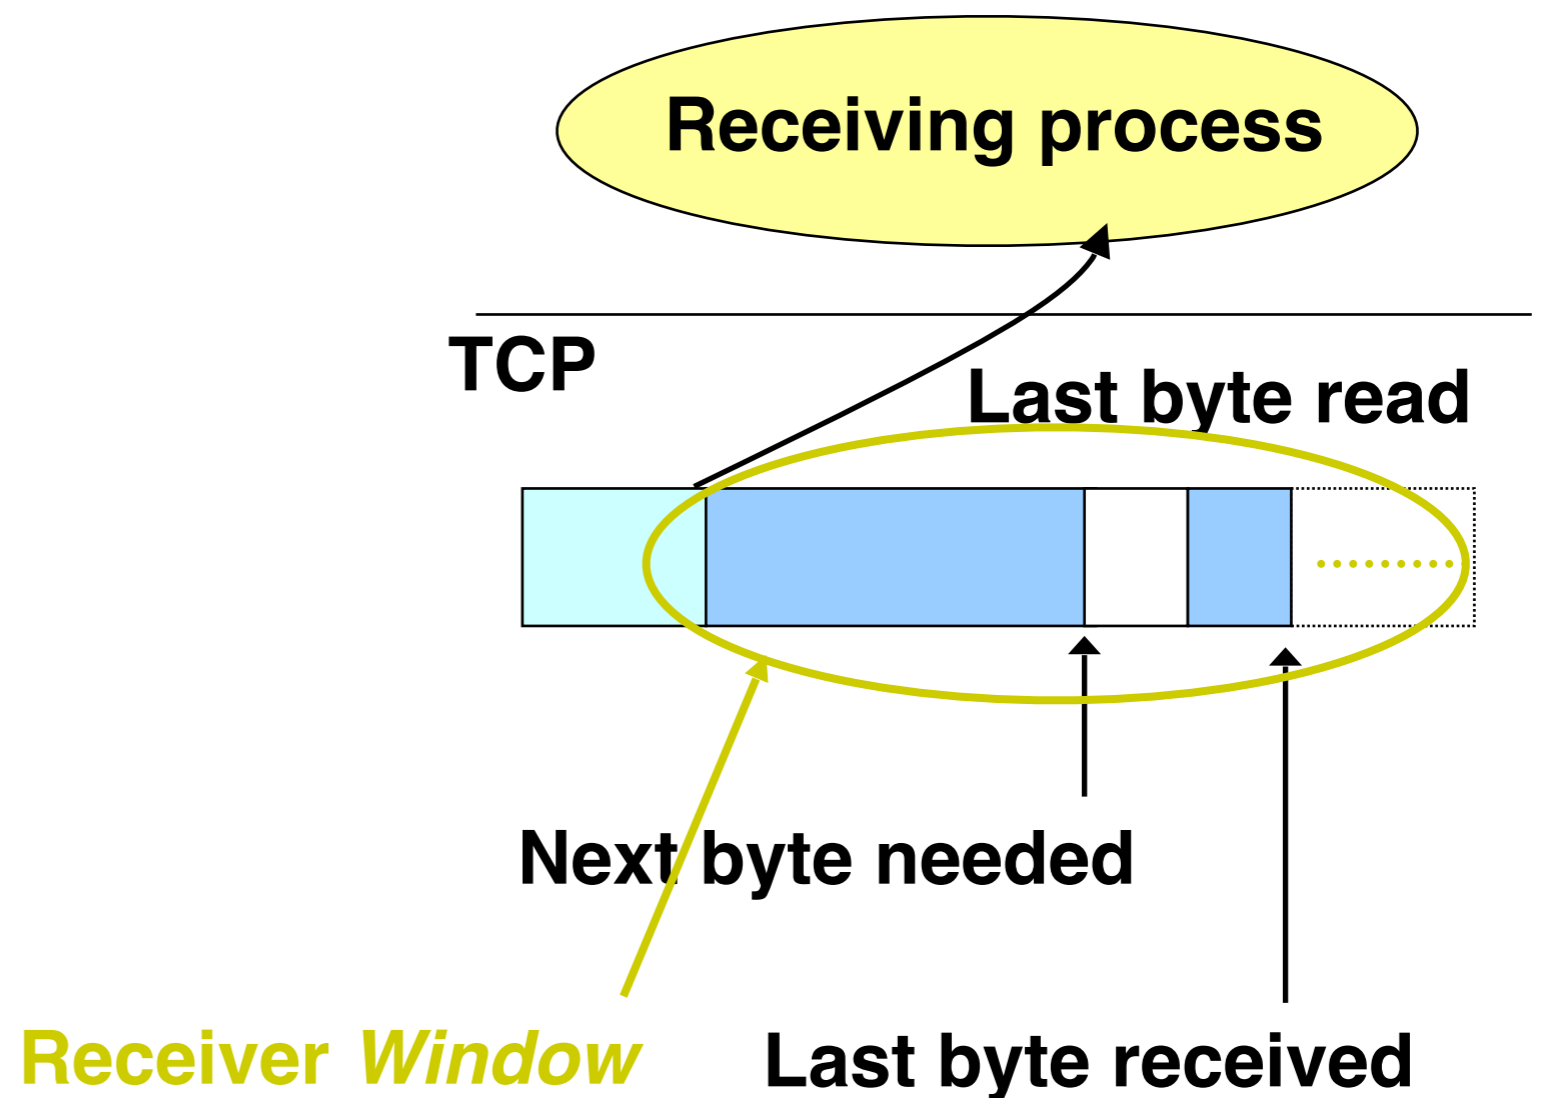 Receiving process
TCP
Last byte read
Next byte needed
Receiver Window
Last byte received